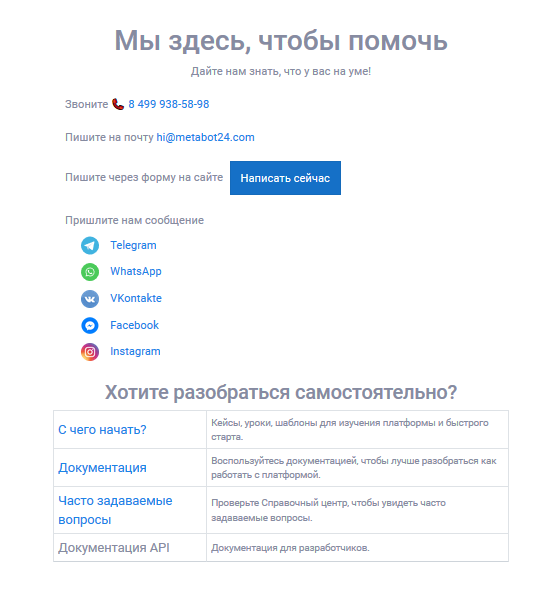 Мы здесь, чтобы помочь
Дайте нам знать, что у вас на уме!
Звоните 8 499 938-58-98
Пишите на почту hi@metabot24.com
Пишите через форму на сайте Написать сейчас
Пришлите нам сообщение
Telegram
WhatsApp
VKontakte
Facebook
Instagram
Хотите разобраться самостоятельно?
С чего начать?
Кейсы, уроки, шаблоны для изучения платформы и быстрого
старта.
Документация
Воспользуйтесь документацией, чтобы лучше разобраться как
работать с платформой.
Часто задаваемые
вопросы
Проверьте Справочный центр, чтобы увидеть часто
задаваемые вопросы.
Документация API
Документация для разработчиков.